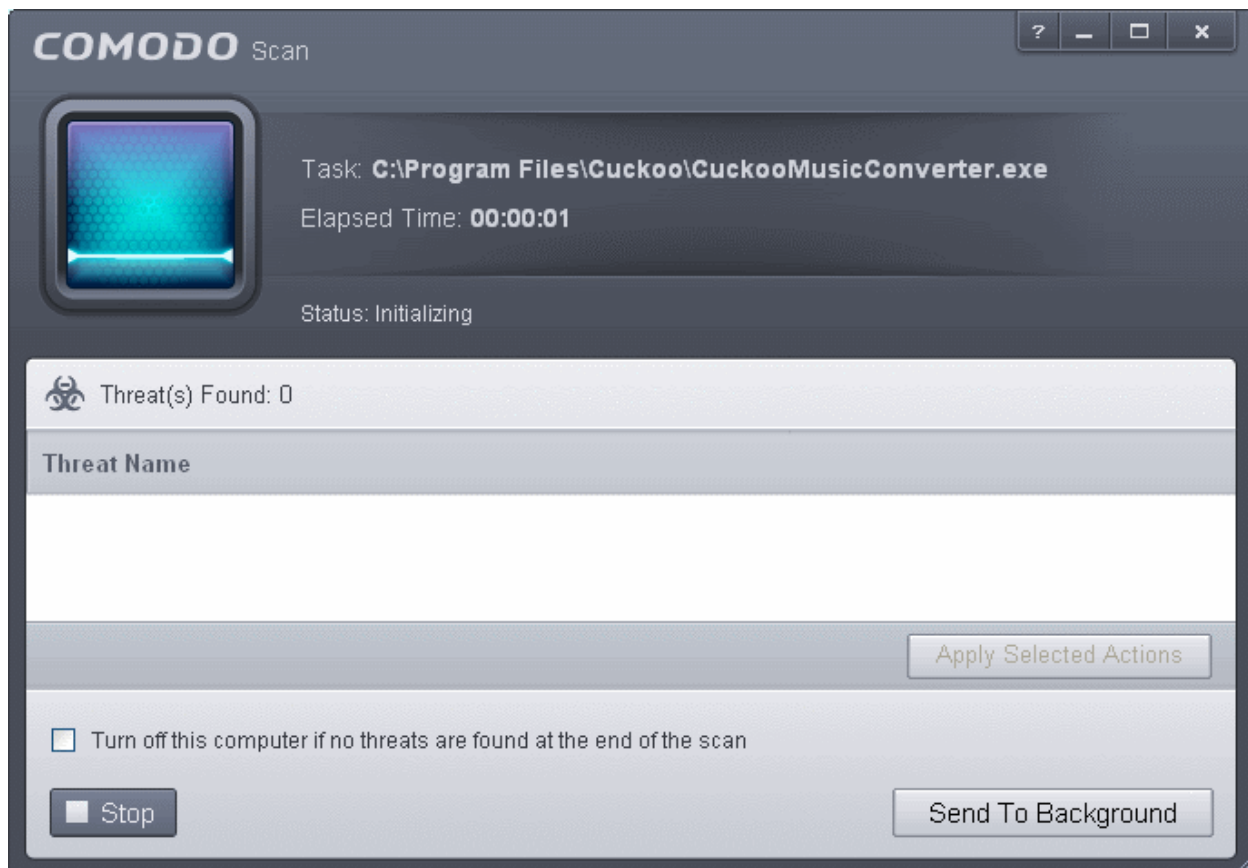 COMODO Scan
?
Task: C:\Program Files\Cuckoo\CuckooMusicConverter.exe
Elapsed Time: 00:00:01
Status: Initializing
Threat(s) Found: 0
Threat Name
Apply Selected Actions
Turn off this computer if no threats are found at the end of the scan
Stop
Send To Background